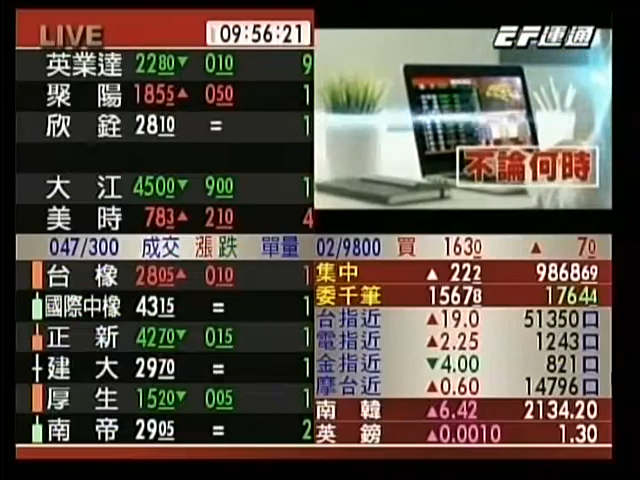 LIVE
09:56:21
EF運通
英業達 2280▼ 010 9
聚陽 1855▲ 050 1
欣銓 2810 = 1
不論何時
大江 4500▼ 900 1
美時 783▲ 210 4
047/300 成交 漲跌 單量
02/9800 買 1630 ▲ 70
台橡 2805▲ 010 1
國際中橡 4315 = 1
正新 4270▼ 015 1
建大 2970 = 1
厚生 1520▼ 005 1
南帝 2905 = 2
集中 ▲ 222 986869
委千筆 15678 17644
台指近 ▲19.0 51350口
電指近 ▲2.25 1243口
金指近 ▼4.00 821口
摩台近 ▲0.60 14796口
南韓 ▲6.42 2134.20
英鎊 ▲0.0010 1.30